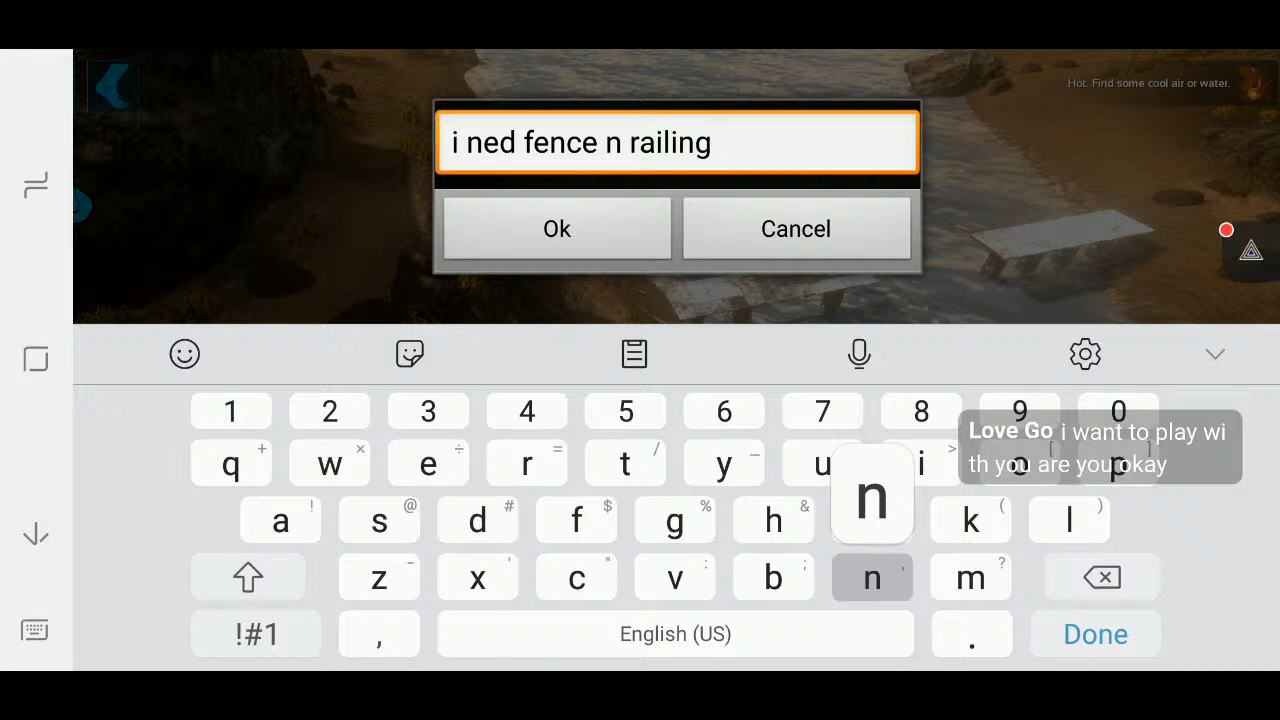 Hot. Find some cool air or water.
i ned fence n railing
Ok
Cancel
1 2 3 4 5 6 7 8 9 0
Love Go i want to play wi
th you are you okay
+ × ÷ = / _ > [ ]
q w e r t y u i o p
n
! @ # $ % & ( )
a s d f g h k l
- ' " : ; , ?
z x c v b n m
!#1 , English (US) . Done